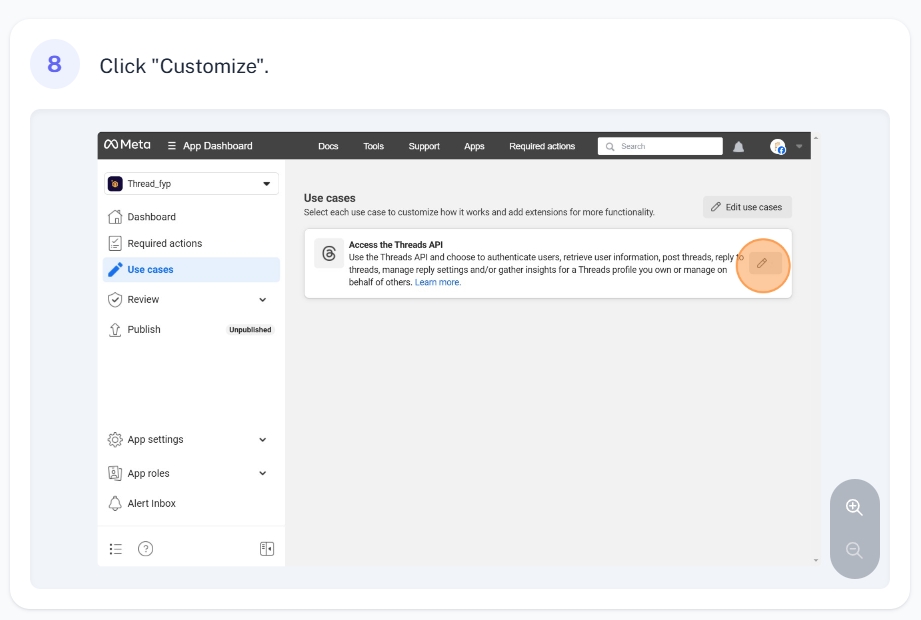 8
Click "Customize".
Meta
App Dashboard
Docs
Tools
Support
Apps
Required actions
Search
Thread_fyp
Dashboard
Required actions
Use cases
Review
Publish
Unpublished
App settings
App roles
Alert Inbox
Use cases
Select each use case to customize how it works and add extensions for more functionality.
Edit use cases
Access the Threads API
Use the Threads API and choose to authenticate users, retrieve user information, post threads, reply to
threads, manage reply settings and/or gather insights for a Threads profile you own or manage on
behalf of others. Learn more.